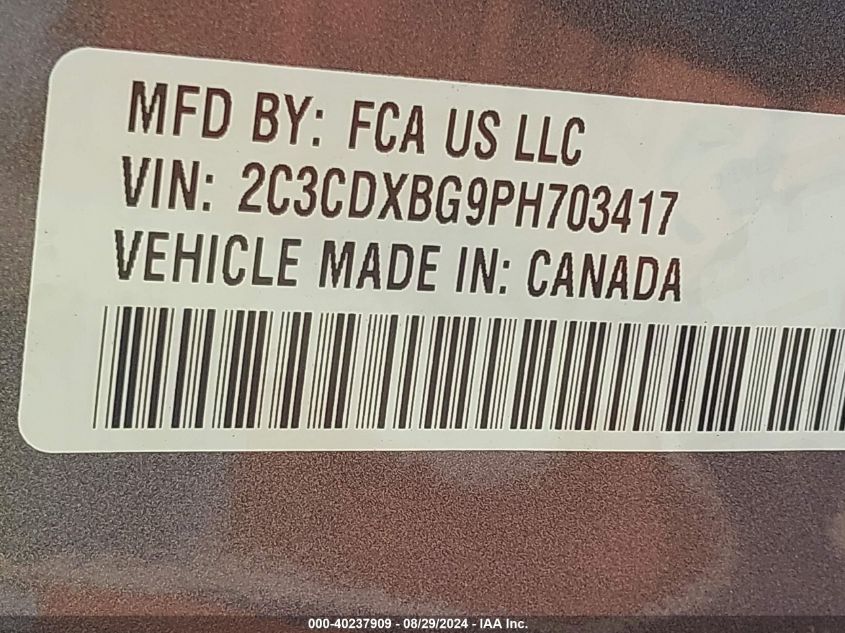 MFD BY: FCA US LLC
VIN: 2C3CDXBG9PH703417
VEHICLE MADE IN: CANADA
000-40237909 - 08/29/2024 - IAA Inc.